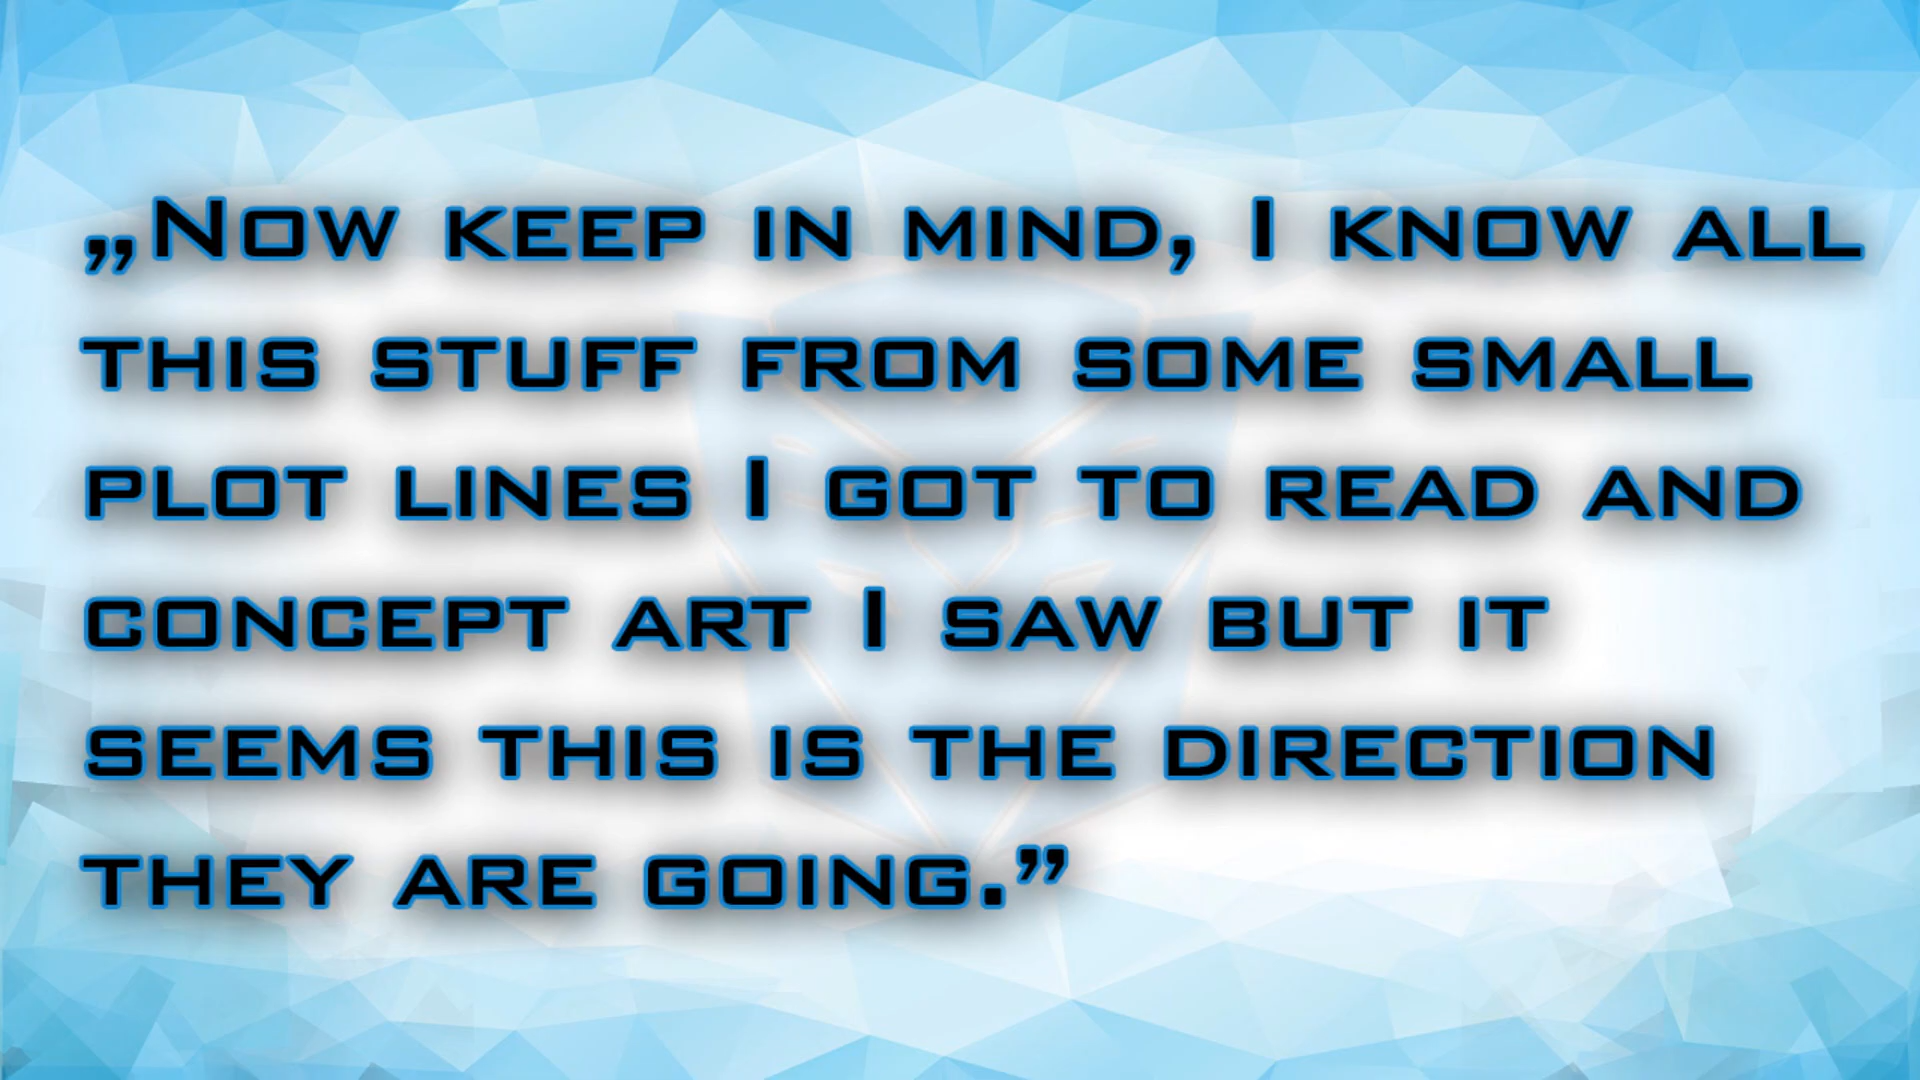 „Now keep in mind, I know all
this stuff from some small
plot lines I got to read and
concept art I saw but it
seems this is the direction
they are going.”